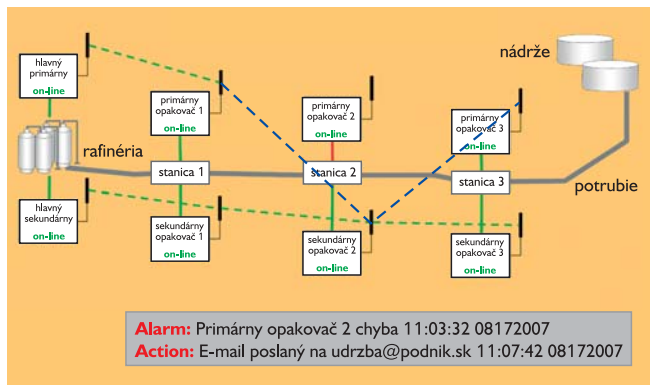 hlavný
primárny
on-line
primárny
opakovač 1
on-line
primárny
opakovač 2
on-line
primárny
opakovač 3
on-line
nádrže
rafinéria
stanica 1
stanica 2
stanica 3
potrubie
hlavný
sekundárny
on-line
sekundárny
opakovač 1
on-line
sekundárny
opakovač 2
on-line
sekundárny
opakovač 3
on-line
Alarm: Primárny opakovač 2 chyba 11:03:32 08172007
Action: E-mail poslaný na udrzba@podnik.sk 11:07:42 08172007